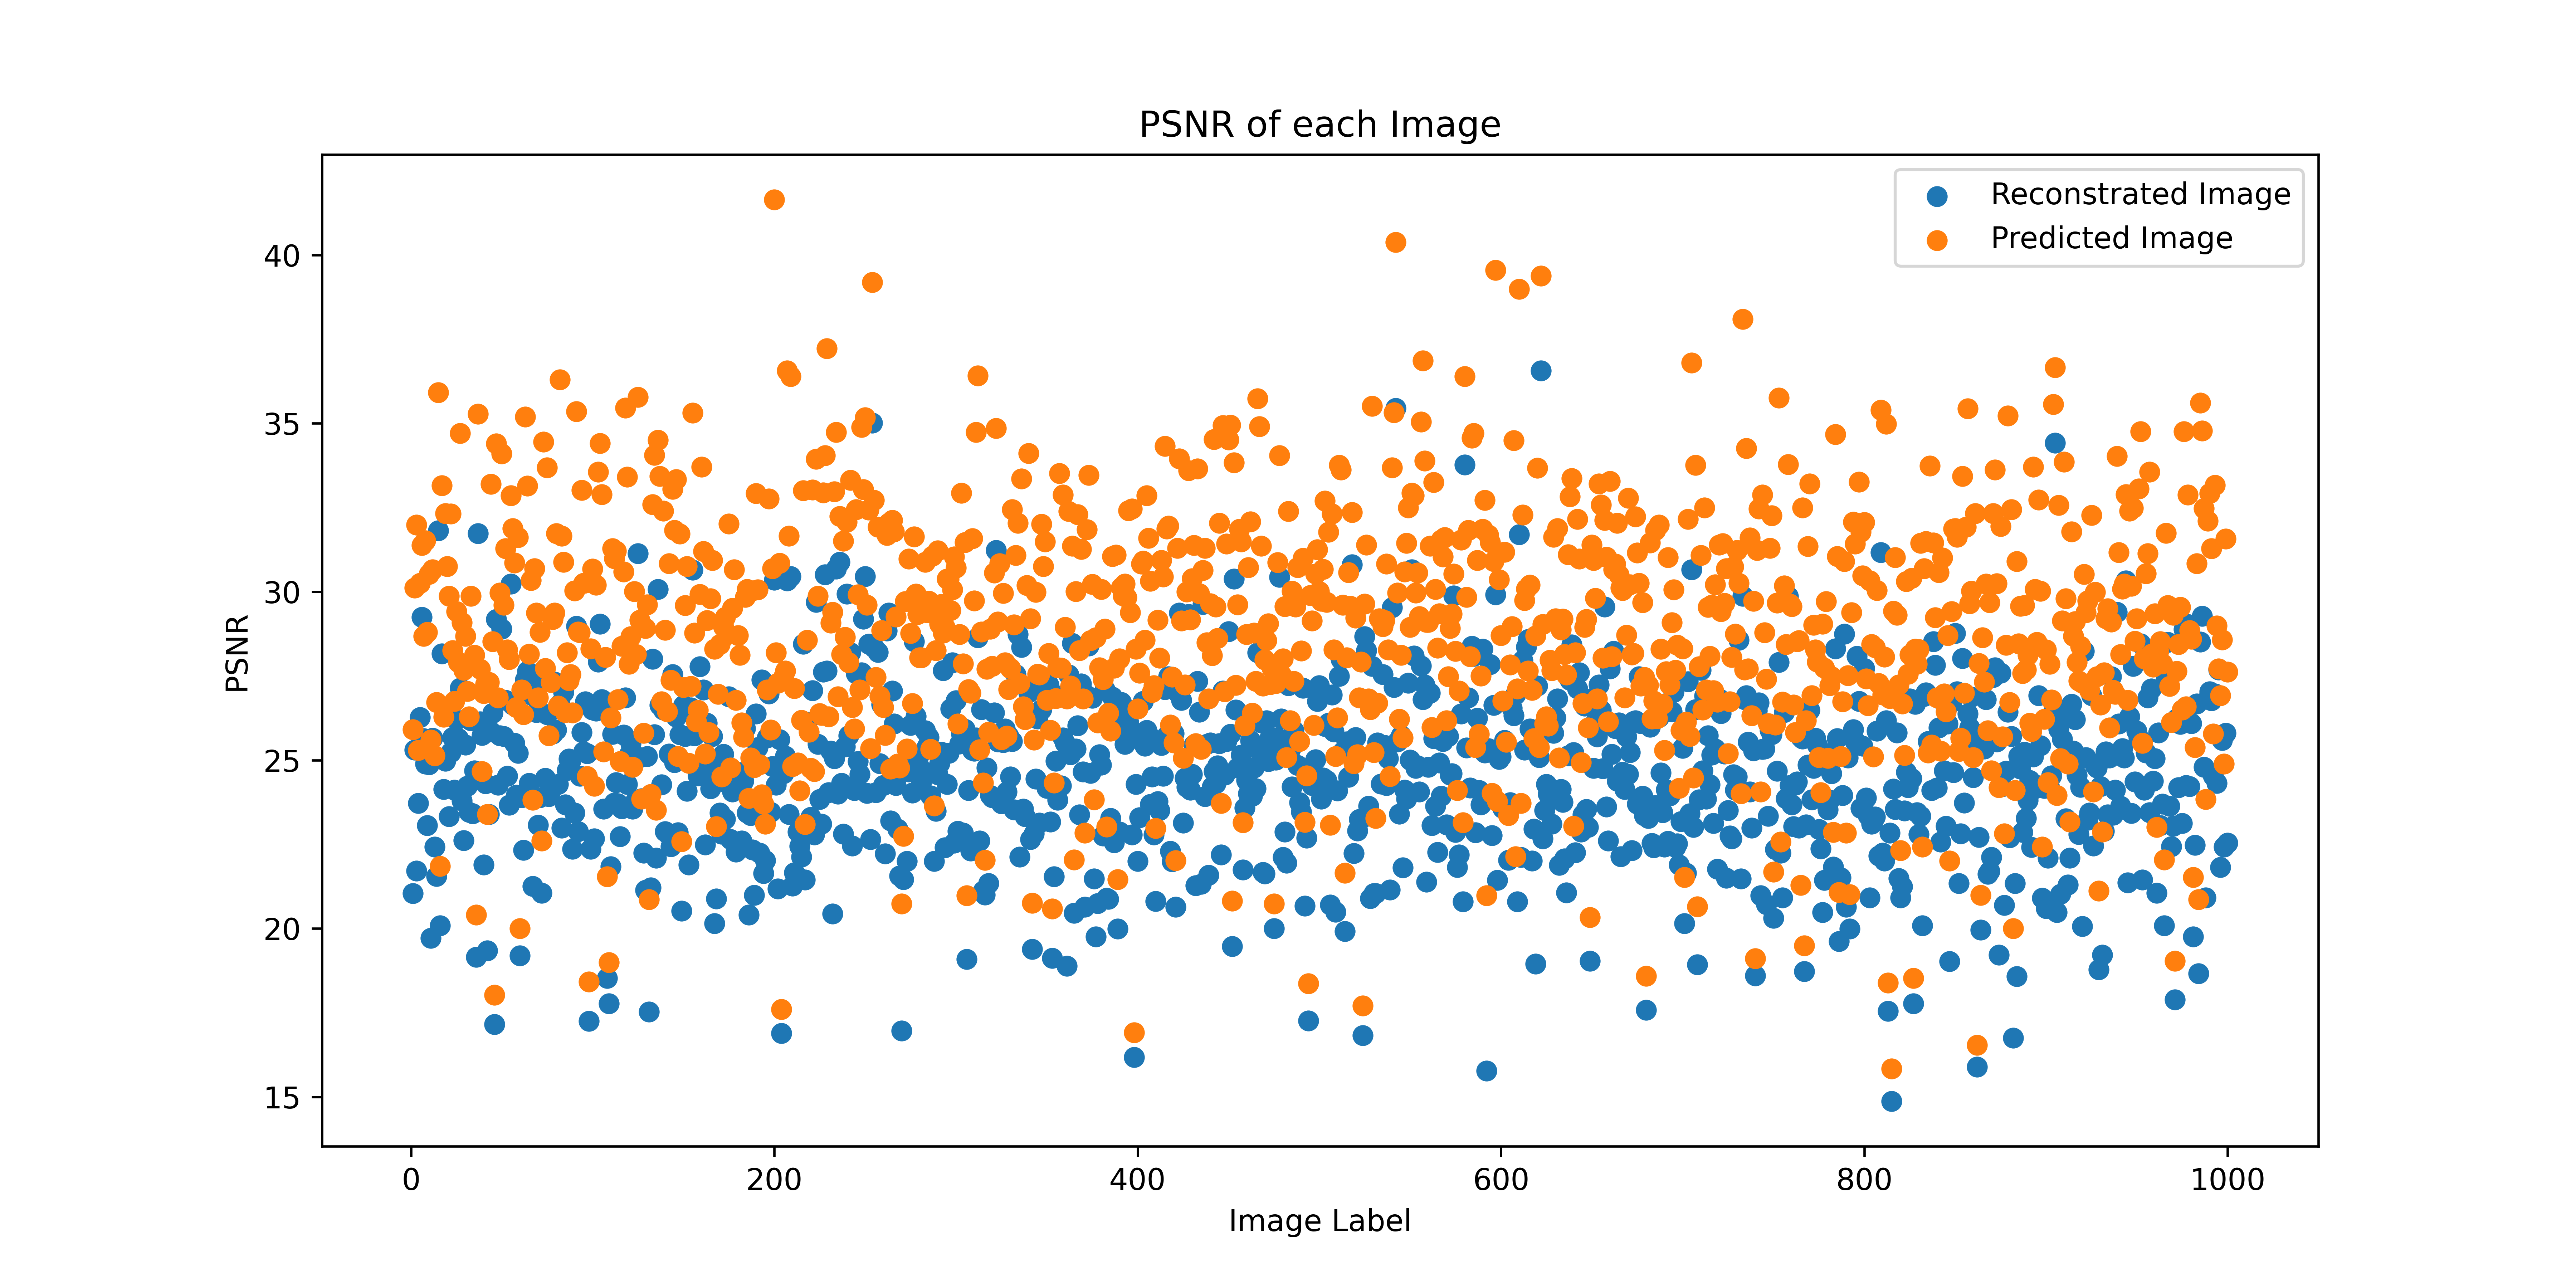 PSNR of each Image
Reconstrated Image
Predicted Image
40
35
30
25
20
15
PSNR
0 200 400 600 800 1000
Image Label